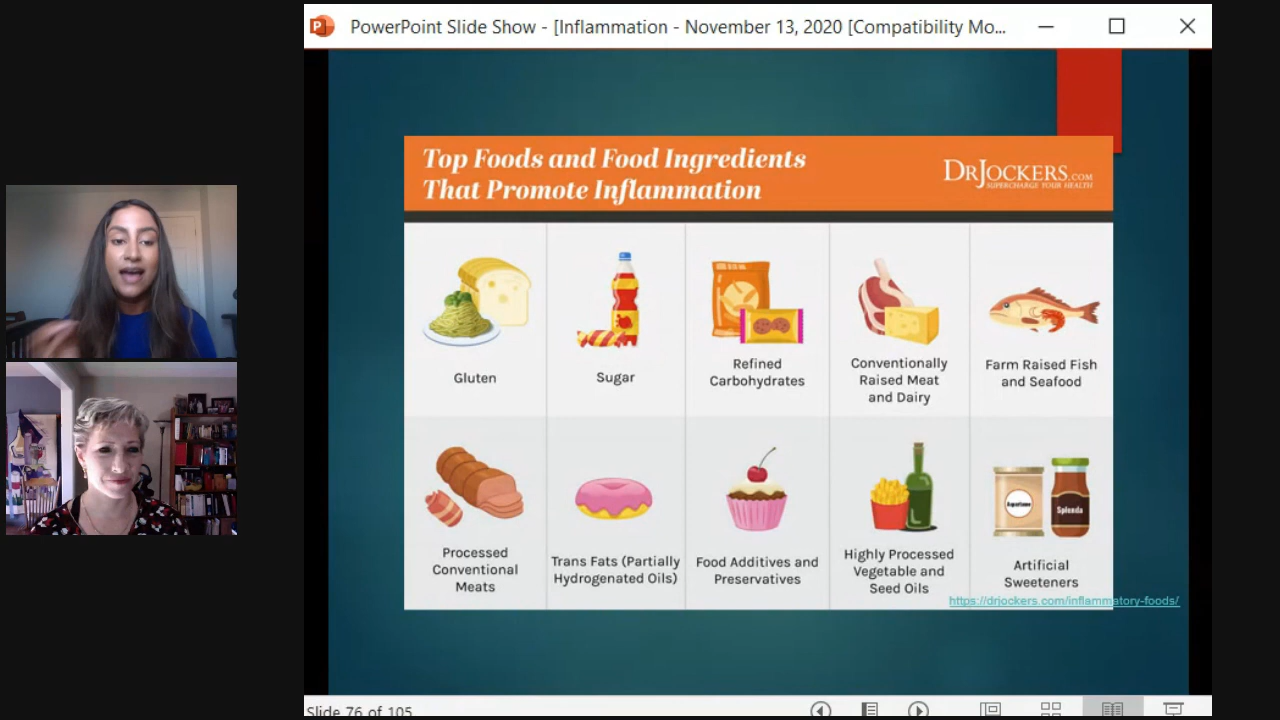 PowerPoint Slide Show - [Inflammation - November 13, 2020 [Compatibility Mo...
Top Foods and Food Ingredients
That Promote Inflammation
DRJOCKERS.COM
SUPERCHARGE YOUR HEALTH
Gluten
Sugar
Refined
Carbohydrates
Conventionally
Raised Meat
and Dairy
Farm Raised Fish
and Seafood
Processed
Conventional
Meats
Trans Fats (Partially
Hydrogenated Oils)
Food Additives and
Preservatives
Highly Processed
Vegetable and
Seed Oils
Aspartame
Splenda
Artificial
Sweeteners
https://drjockers.com/inflammatory-foods/
Slide 76 of 105